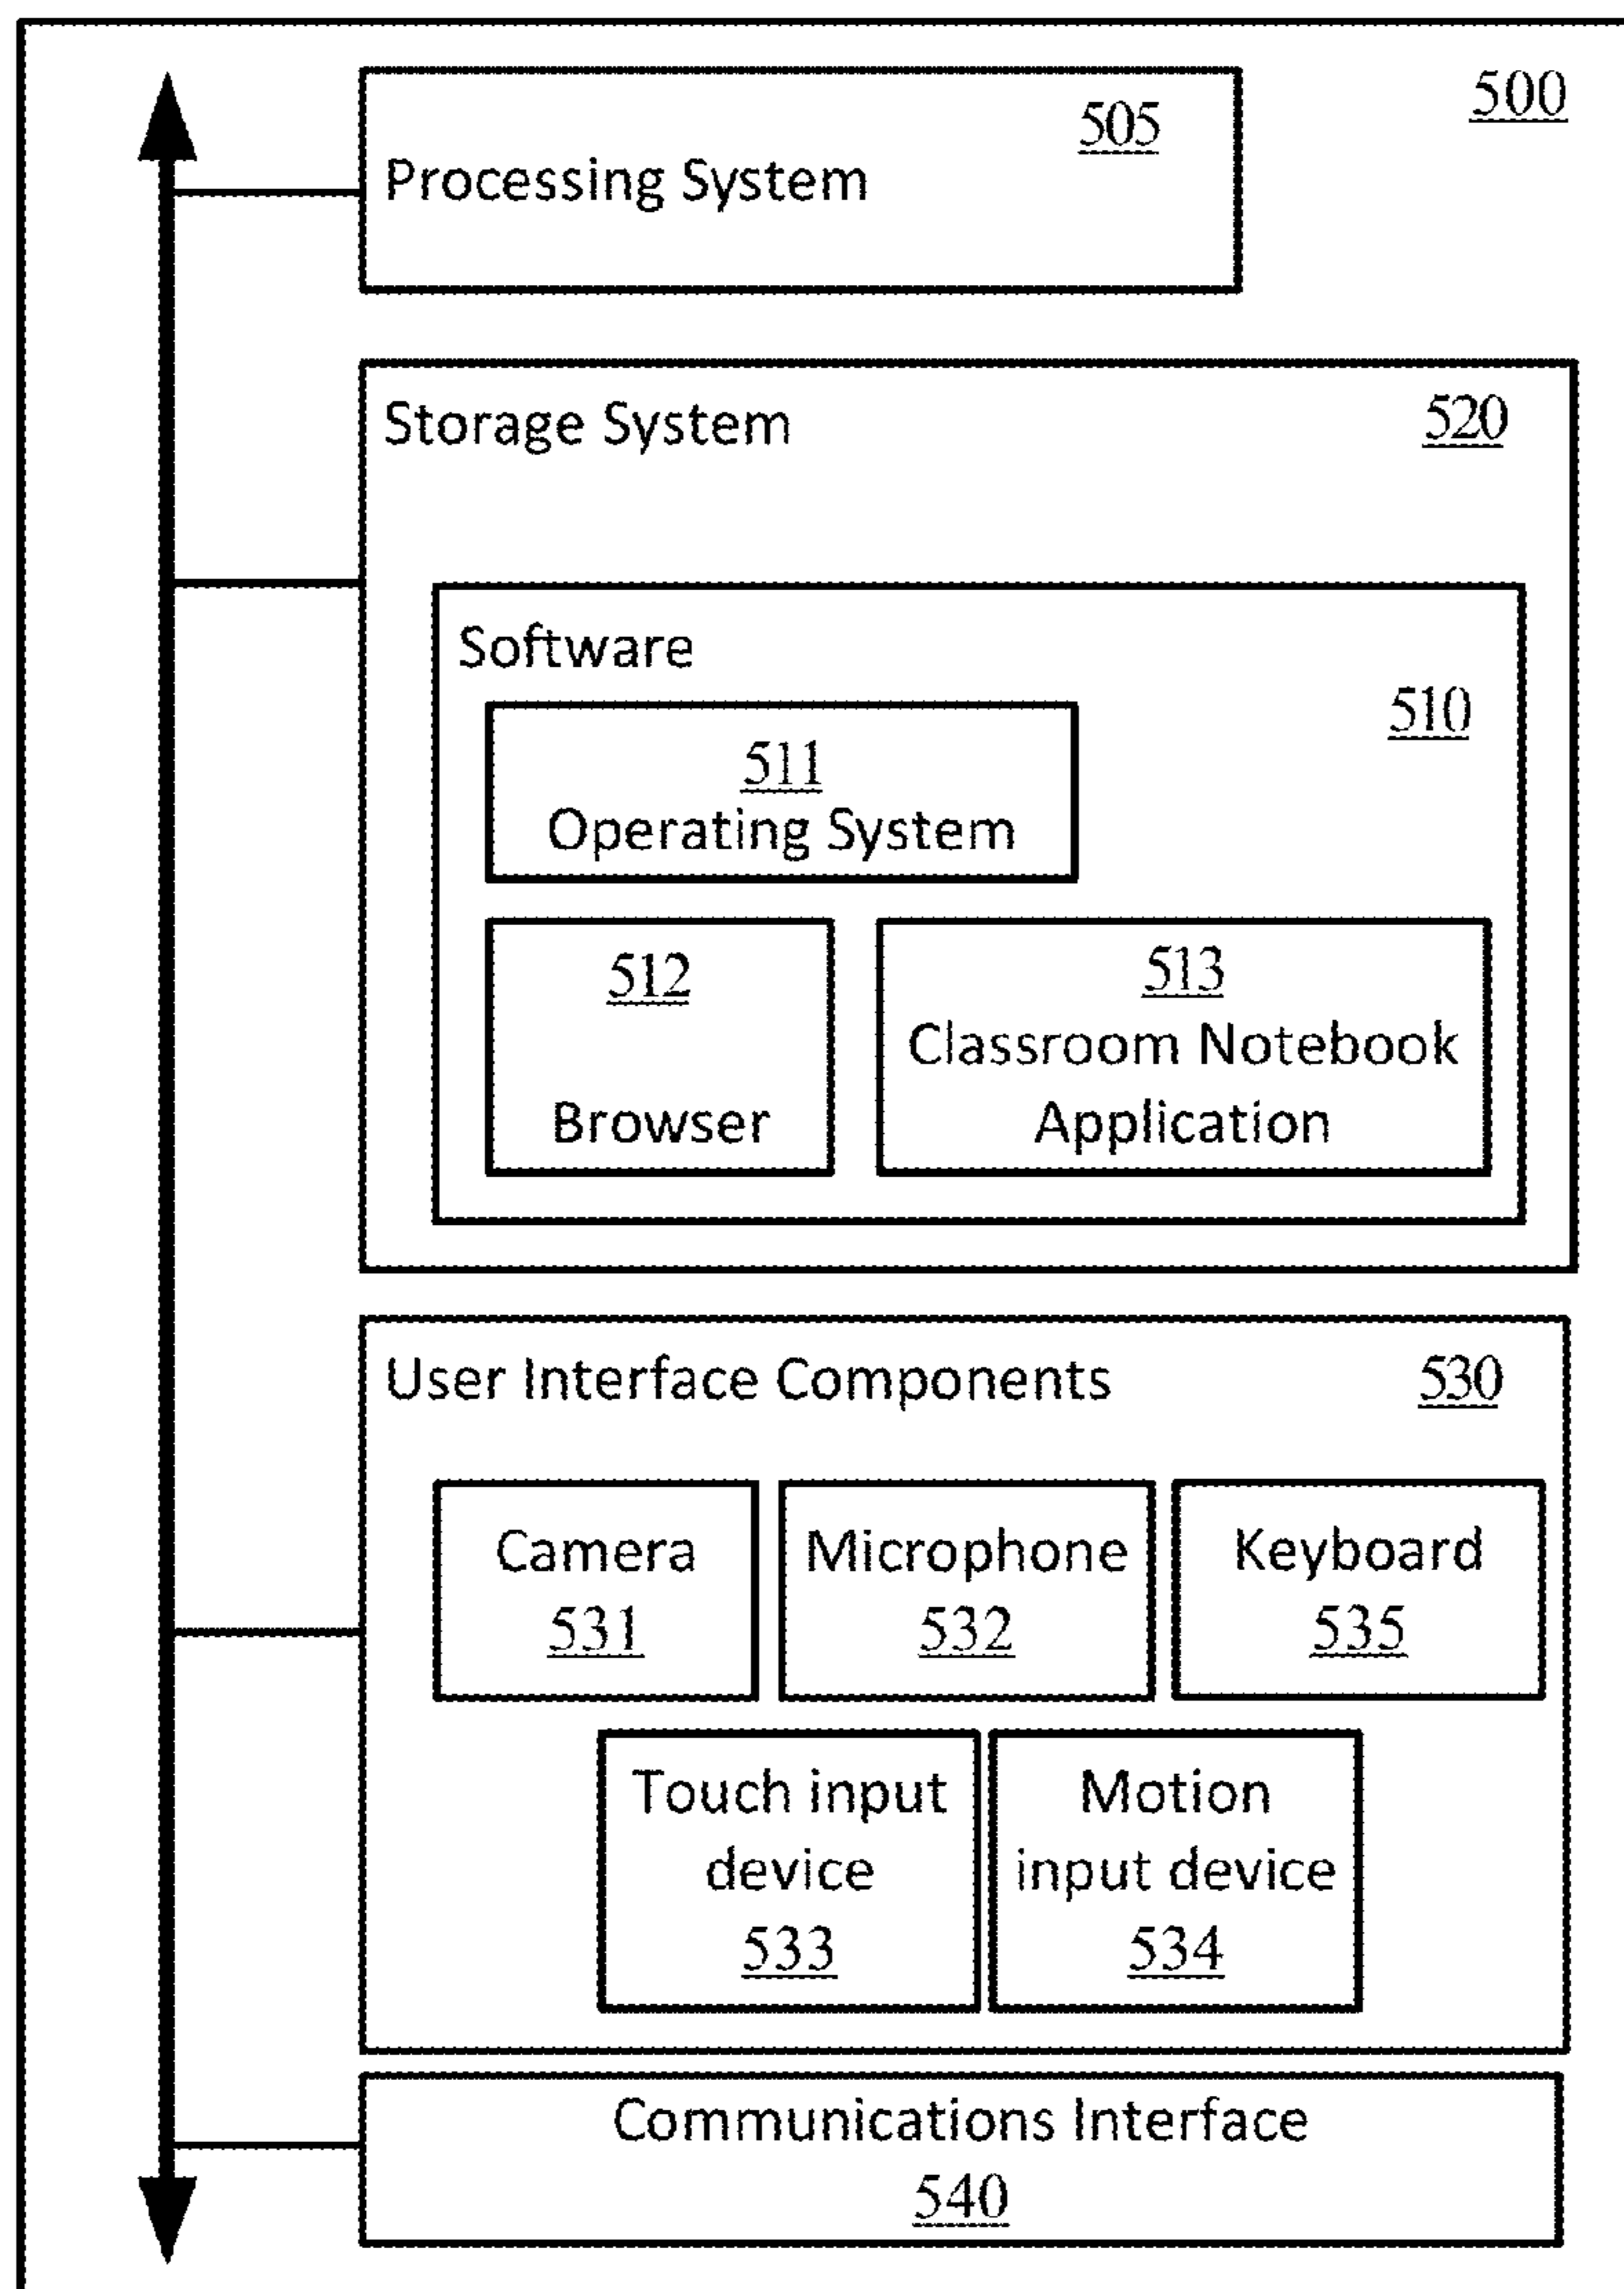 500
505
Processing System
Storage System 520
Software
510
511
Operating System
512
Browser
513
Classroom Notebook
Application
User Interface Components 530
Camera
531
Microphone
532
Keyboard
535
Touch input
device
533
Motion
input device
534
Communications Interface
540